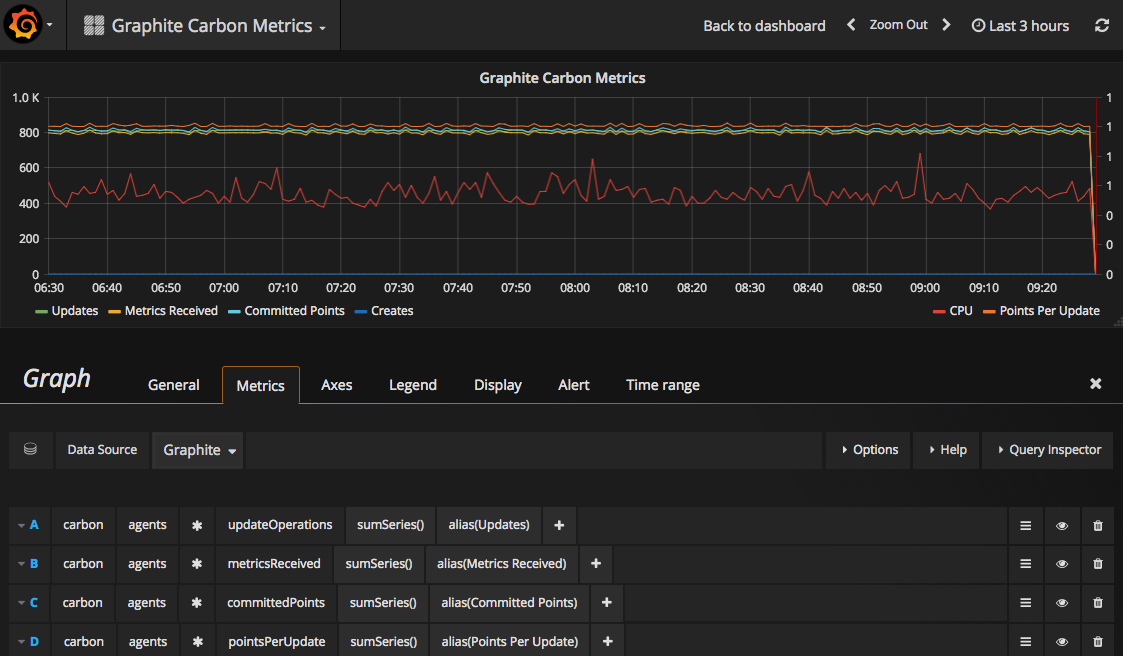 Graphite Carbon Metrics Back to dashboard Zoom Out Last 3 hours
Graphite Carbon Metrics
1.0 K 1
800 1
600 1
1
400 0
200 0
0 0
06:30 06:40 06:50 07:00 07:10 07:20 07:30 07:40 07:50 08:00 08:10 08:20 08:30 08:40 08:50 09:00 09:10 09:20
Updates Metrics Received Committed Points Creates CPU Points Per Update
Graph General Metrics Axes Legend Display Alert Time range
Data Source Graphite Options Help Query Inspector
A carbon agents * updateOperations sumSeries() alias(Updates) +
B carbon agents * metricsReceived sumSeries() alias(Metrics Received) +
C carbon agents * committedPoints sumSeries() alias(Committed Points) +
D carbon agents * pointsPerUpdate sumSeries() alias(Points Per Update) +